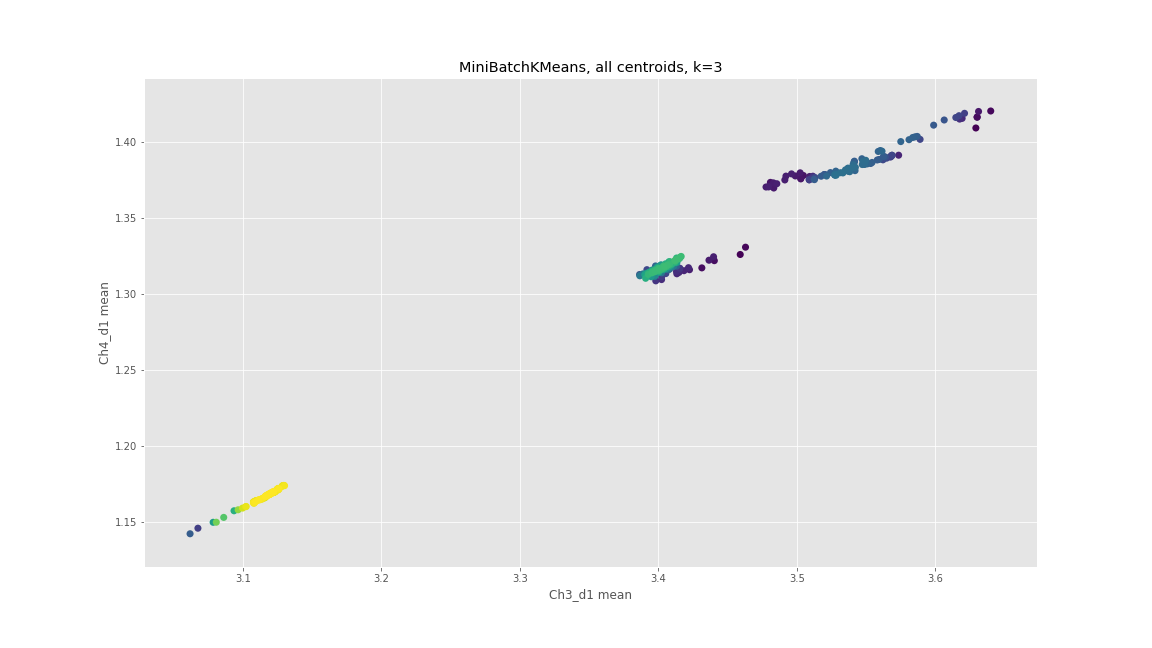 MiniBatchKMeans, all centroids, k=3
1.40
1.35
1.30
1.25
1.20
1.15
Ch4_d1 mean
3.1 3.2 3.3 3.4 3.5 3.6
Ch3_d1 mean